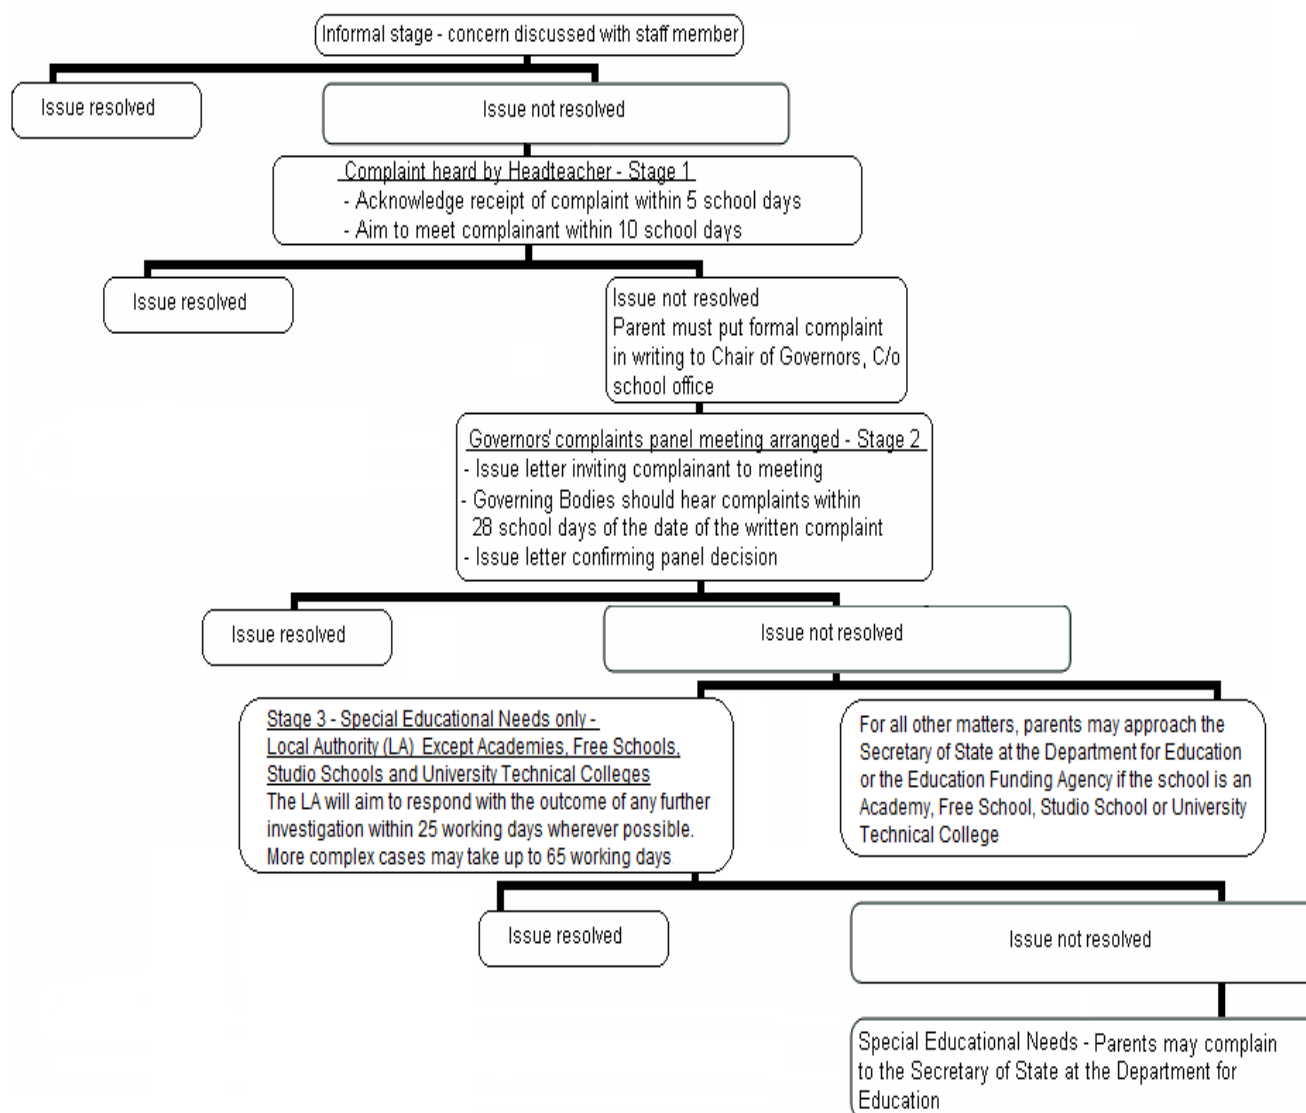 Informal stage - concern discussed with staff member
Issue resolved
Issue not resolved
Complaint heard by Headteacher - Stage 1
- Acknowledge receipt of complaint within 5 school days
- Aim to meet complainant within 10 school days
Issue resolved
Issue not resolved
Parent must put formal complaint
in writing to Chair of Governors, C/o
school office
Governors' complaints panel meeting arranged - Stage 2
- Issue letter inviting complainant to meeting
- Governing Bodies should hear complaints within
28 school days of the date of the written complaint
- Issue letter confirming panel decision
Issue resolved
Issue not resolved
Stage 3 - Special Educational Needs only -
Local Authority (LA) Except Academies, Free Schools,
Studio Schools and University Technical Colleges
The LA will aim to respond with the outcome of any further
investigation within 25 working days wherever possible.
More complex cases may take up to 65 working days
For all other matters, parents may approach the
Secretary of State at the Department for Education
or the Education Funding Agency if the school is an
Academy, Free School, Studio School or University
Technical College
Issue resolved
Issue not resolved
Special Educational Needs - Parents may complain
to the Secretary of State at the Department for
Education